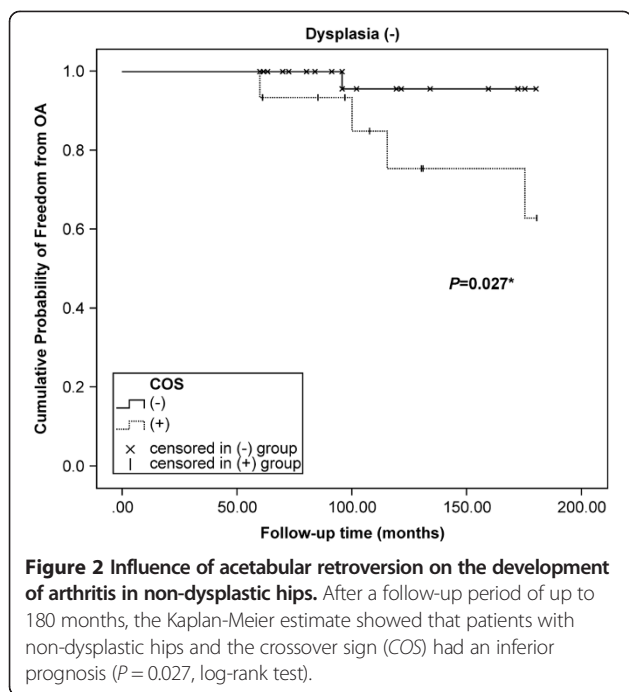 Dysplasia (-)
1.0
0.8
0.6
0.4
0.2
0.0
Cumulative Probability of Freedom from OA
P=0.027*
COS
(-)
(+)
censored in (-) group
censored in (+) group
.00 50.00 100.00 150.00 200.00
Follow-up time (months)
Figure 2 Influence of acetabular retroversion on the development
of arthritis in non-dysplastic hips. After a follow-up period of up to
180 months, the Kaplan-Meier estimate showed that patients with
non-dysplastic hips and the crossover sign (COS) had an inferior
prognosis (P = 0.027, log-rank test).